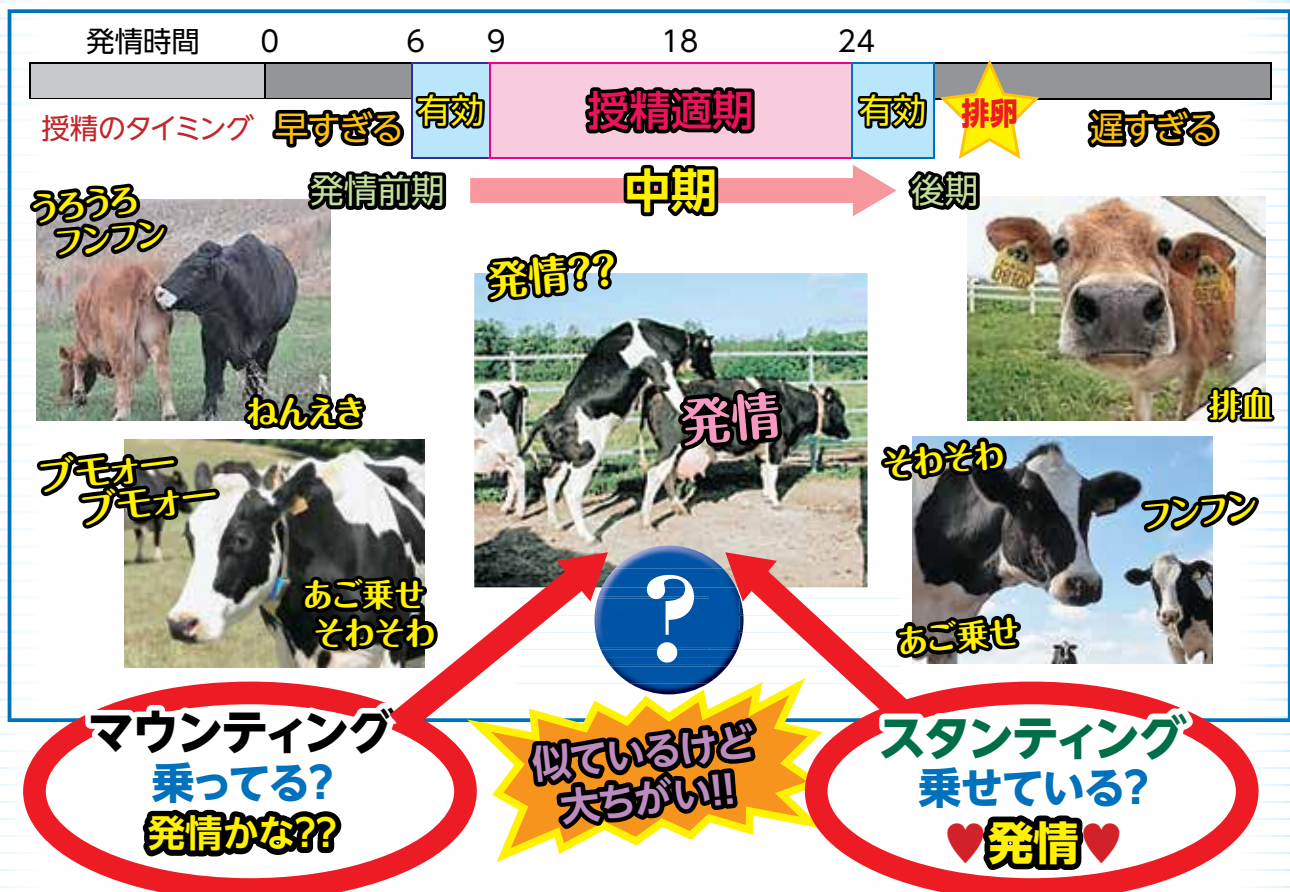 発情時間 0 6 9 18 24
授精のタイミング 早すぎる 有効 授精適期 有効 排卵 遅すぎる
発情前期 中期 後期
うろうろ
フンフン
ねんえき
ブモォー
ブモォー
あご乗せ
そわそわ
発情??
発情
排血
そわそわ
フンフン
あご乗せ
?
マウンティング
乗ってる?
発情かな??
似ているけど
大ちがい!!
スタンティング
乗せている?
♥発情♥